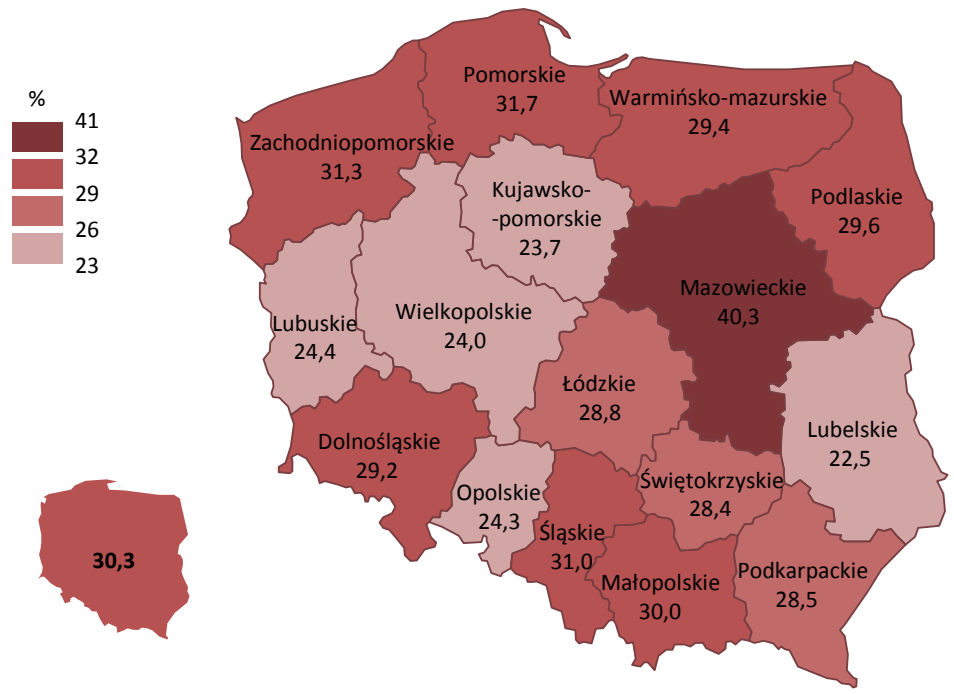 %
41
32
29
26
23
Pomorskie
31,7
Warmińsko-mazurskie
29,4
Zachodniopomorskie
31,3
Kujawsko-
-pomorskie
23,7
Podlaskie
29,6
Mazowieckie
40,3
Wielkopolskie
24,0
Lubuskie
24,4
Łódzkie
28,8
Lubelskie
22,5
Dolnośląskie
29,2
Opolskie
24,3
Świętokrzyskie
28,4
Śląskie
31,0
Małopolskie
30,0
Podkarpackie
28,5
30,3